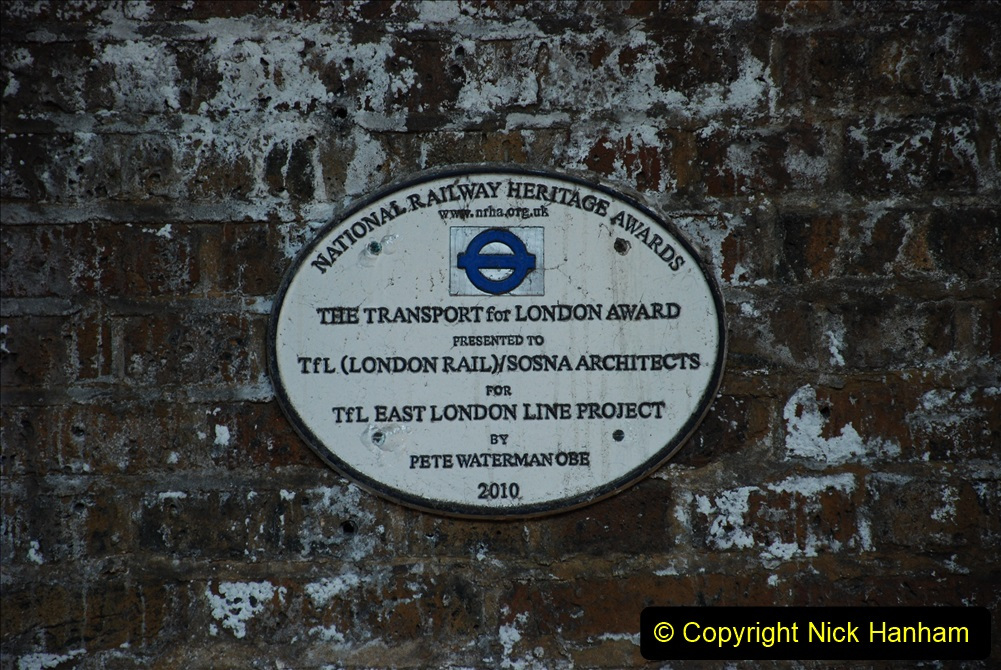 NATIONAL RAILWAY HERITAGE AWARDS
www.nrha.org.uk
THE TRANSPORT for LONDON AWARD
PRESENTED TO
TfL (LONDON RAIL)/SOSNA ARCHITECTS
FOR
TfL EAST LONDON LINE PROJECT
BY
PETE WATERMAN OBE
2010
© Copyright Nick Hanham